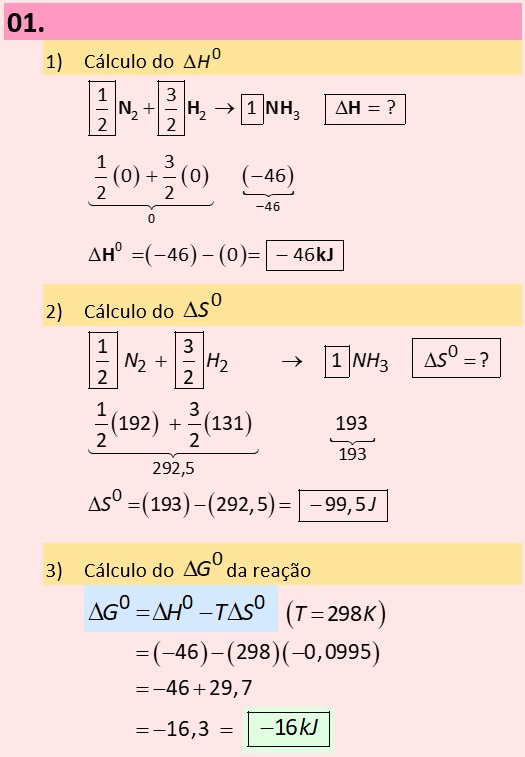 01.
1) Cálculo do ΔH⁰
1/2 N₂ + 3/2 H₂ → 1 NH₃ ΔH = ?
1/2 (0) + 3/2 (0) (−46)
0 −46
ΔH⁰ =(−46) − (0)= − 46kJ
2) Cálculo do ΔS⁰
1/2 N₂ + 3/2 H₂ → 1 NH₃ ΔS⁰ = ?
1/2 (192) + 3/2 (131) 193
292,5 193
ΔS⁰ =(193)−(292,5)= −99,5J
3) Cálculo do ΔG⁰ da reação
ΔG⁰ =ΔH⁰ −TΔS⁰ (T = 298K)
=(−46)−(298)(−0,0995)
=−46+29,7
=−16,3 = −16kJ